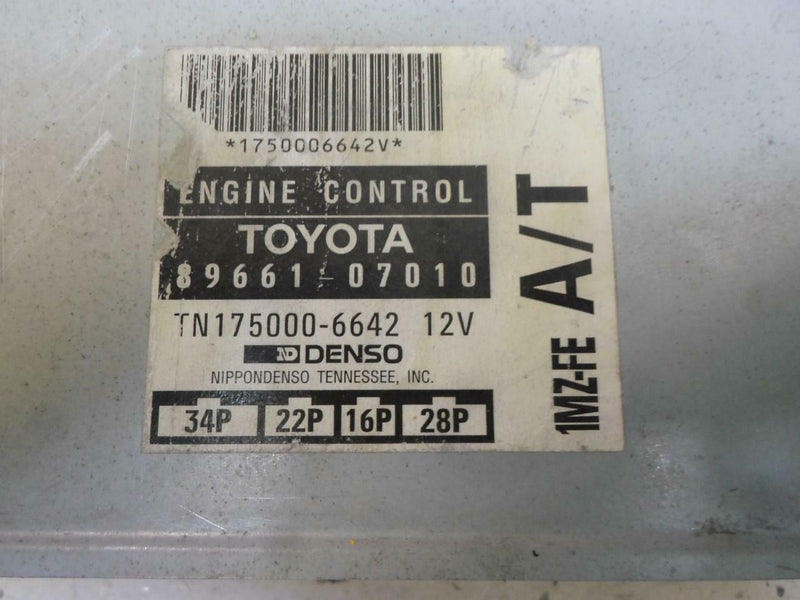 *1750006642V*
ENGINE CONTROL
TOYOTA
89661-07010
TN175000-6642 12V
ND DENSO
NIPPONDENSO TENNESSEE, INC.
34P 22P 16P 28P
1MZ-FE A/T